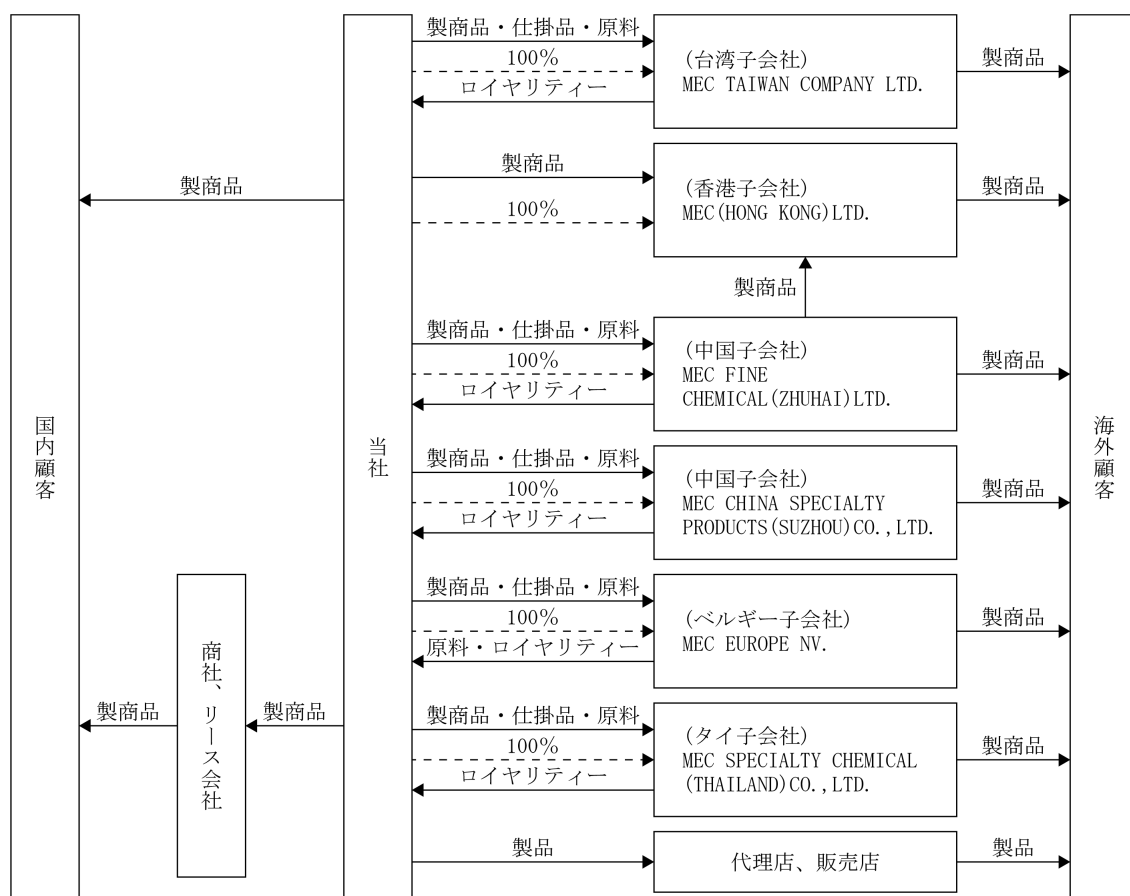 国内顧客
製商品
製商品
商社、リース会社
製商品
当社
製商品・仕掛品・原料
100%
ロイヤリティー
(台湾子会社)
MEC TAIWAN COMPANY LTD.
製商品
製商品
100%
(香港子会社)
MEC(HONG KONG)LTD.
製商品
製商品
製商品・仕掛品・原料
100%
ロイヤリティー
(中国子会社)
MEC FINE
CHEMICAL(ZHUHAI)LTD.
製商品
製商品・仕掛品・原料
100%
ロイヤリティー
(中国子会社)
MEC CHINA SPECIALTY
PRODUCTS(SUZHOU)CO.,LTD.
製商品
製商品・仕掛品・原料
100%
原料・ロイヤリティー
(ベルギー子会社)
MEC EUROPE NV.
製商品
製商品・仕掛品・原料
100%
ロイヤリティー
(タイ子会社)
MEC SPECIALTY CHEMICAL
(THAILAND)CO.,LTD.
製商品
製品
代理店、販売店
製品
海外顧客